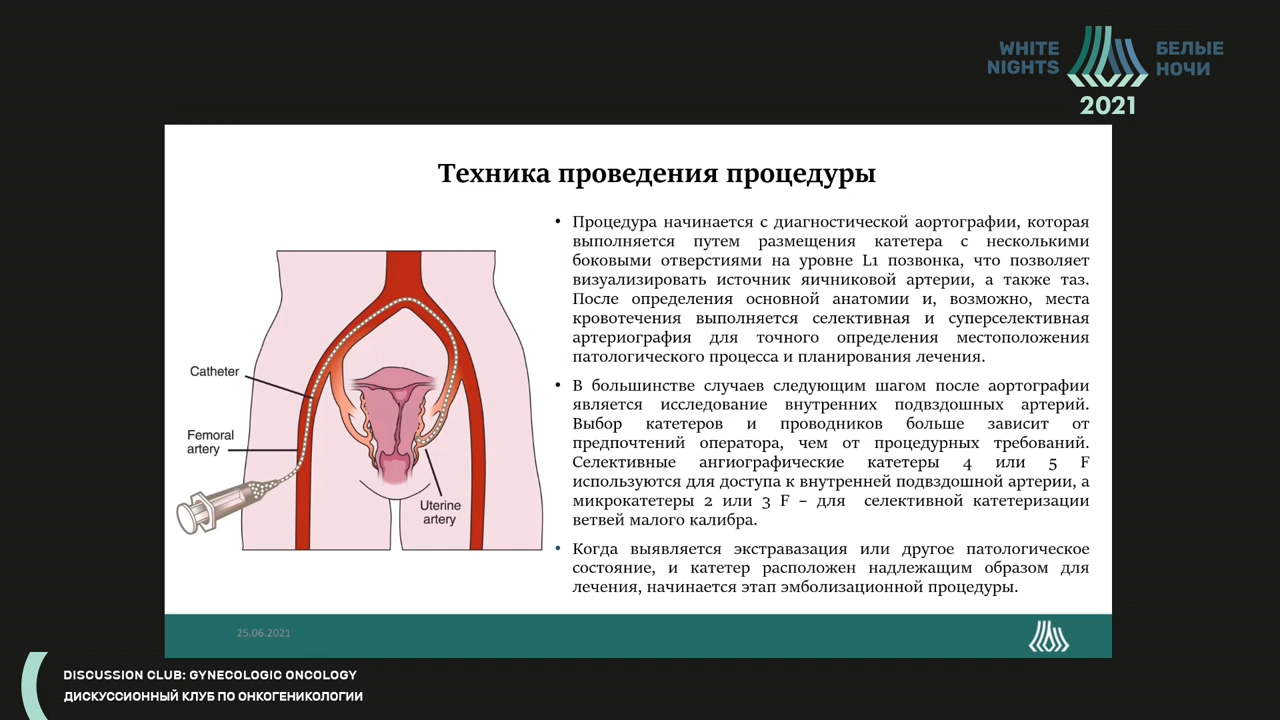 WHITE NIGHTS
БЕЛЫЕ НОЧИ
2021
Техника проведения процедуры
• Процедура начинается с диагностической аортографии, которая
выполняется путем размещения катетера с несколькими
боковыми отверстиями на уровне L1 позвонка, что позволяет
визуализировать источник яичниковой артерии, а также таз.
После определения основной анатомии и, возможно, места
кровотечения выполняется селективная и суперселективная
артериография для точного определения местоположения
патологического процесса и планирования лечения.
• В большинстве случаев следующим шагом после аортографии
является исследование внутренних подвздошных артерий.
Выбор катетеров и проводников больше зависит от
предпочтений оператора, чем от процедурных требований.
Селективные ангиографические катетеры 4 или 5 F
используются для доступа к внутренней подвздошной артерии, а
микрокатетеры 2 или 3 F – для селективной катетеризации
ветвей малого калибра.
• Когда выявляется экстравазация или другое патологическое
состояние, и катетер расположен надлежащим образом для
лечения, начинается этап эмболизационной процедуры.
Catheter
Femoral
artery
Uterine
artery
25.06.2021
DISCUSSION CLUB: GYNECOLOGIC ONCOLOGY
ДИСКУССИОННЫЙ КЛУБ ПО ОНКОГЕНИКОЛОГИИ